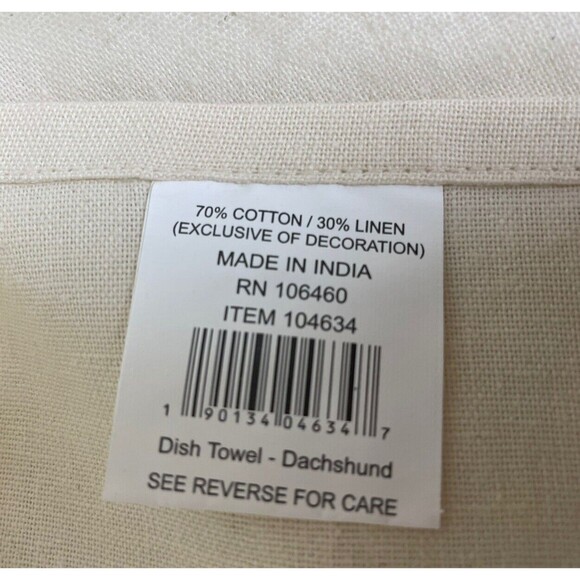 70% COTTON / 30% LINEN
(EXCLUSIVE OF DECORATION)
MADE IN INDIA
RN 106460
ITEM 104634
1 90134 04634 7
Dish Towel - Dachshund
SEE REVERSE FOR CARE